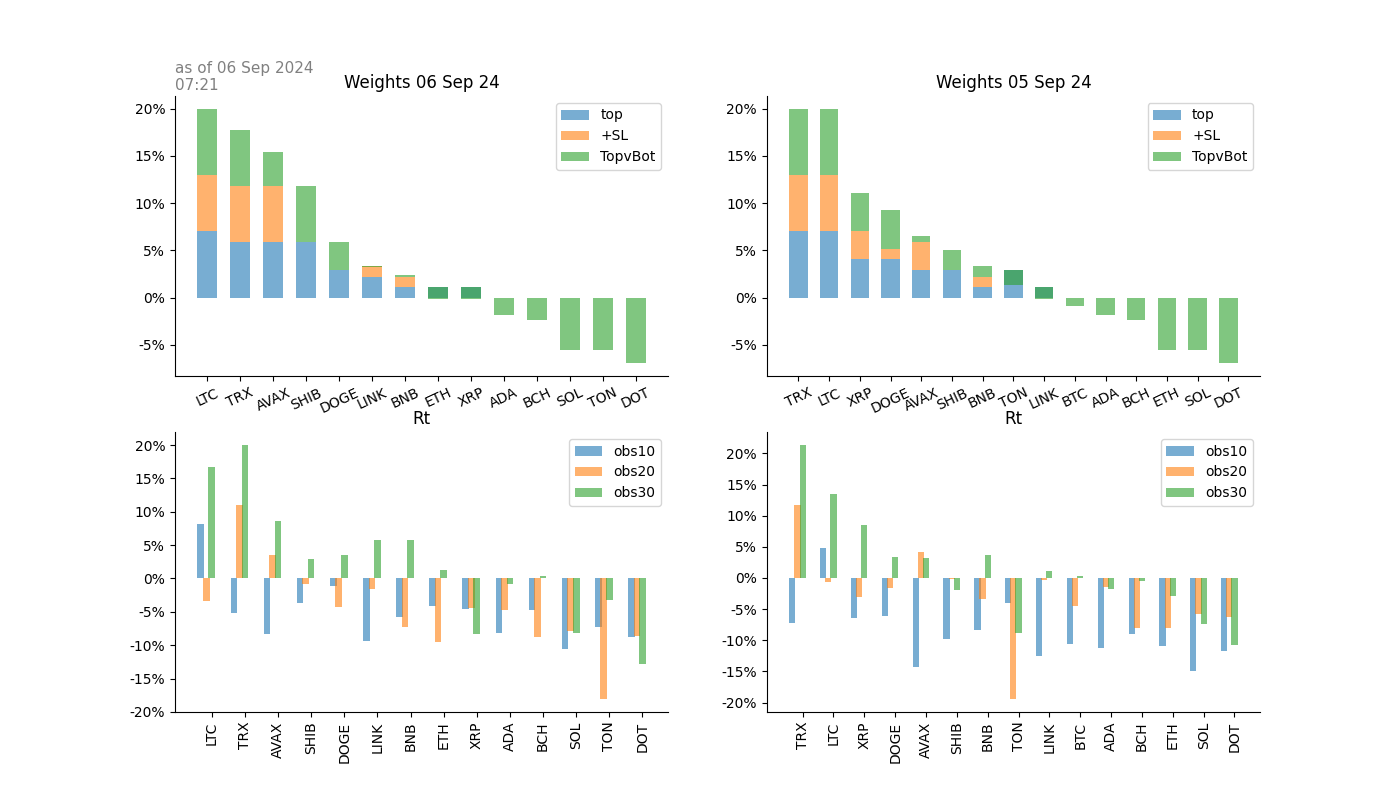 as of 06 Sep 2024
07:21
Weights 06 Sep 24
20%
15%
10%
5%
0%
-5%
top
+SL
TopvBot
LTC TRX AVAX SHIB DOGE LINK BNB ETH XRP ADA BCH SOL TON DOT
Weights 05 Sep 24
20%
15%
10%
5%
0%
-5%
top
+SL
TopvBot
TRX LTC XRP DOGE AVAX SHIB BNB TON LINK BTC ADA BCH ETH SOL DOT
Rt
20%
15%
10%
5%
0%
-5%
-10%
-15%
-20%
obs10
obs20
obs30
LTC TRX AVAX SHIB DOGE LINK BNB ETH XRP ADA BCH SOL TON DOT
Rt
20%
15%
10%
5%
0%
-5%
-10%
-15%
-20%
obs10
obs20
obs30
TRX LTC XRP DOGE AVAX SHIB BNB TON LINK BTC ADA BCH ETH SOL DOT